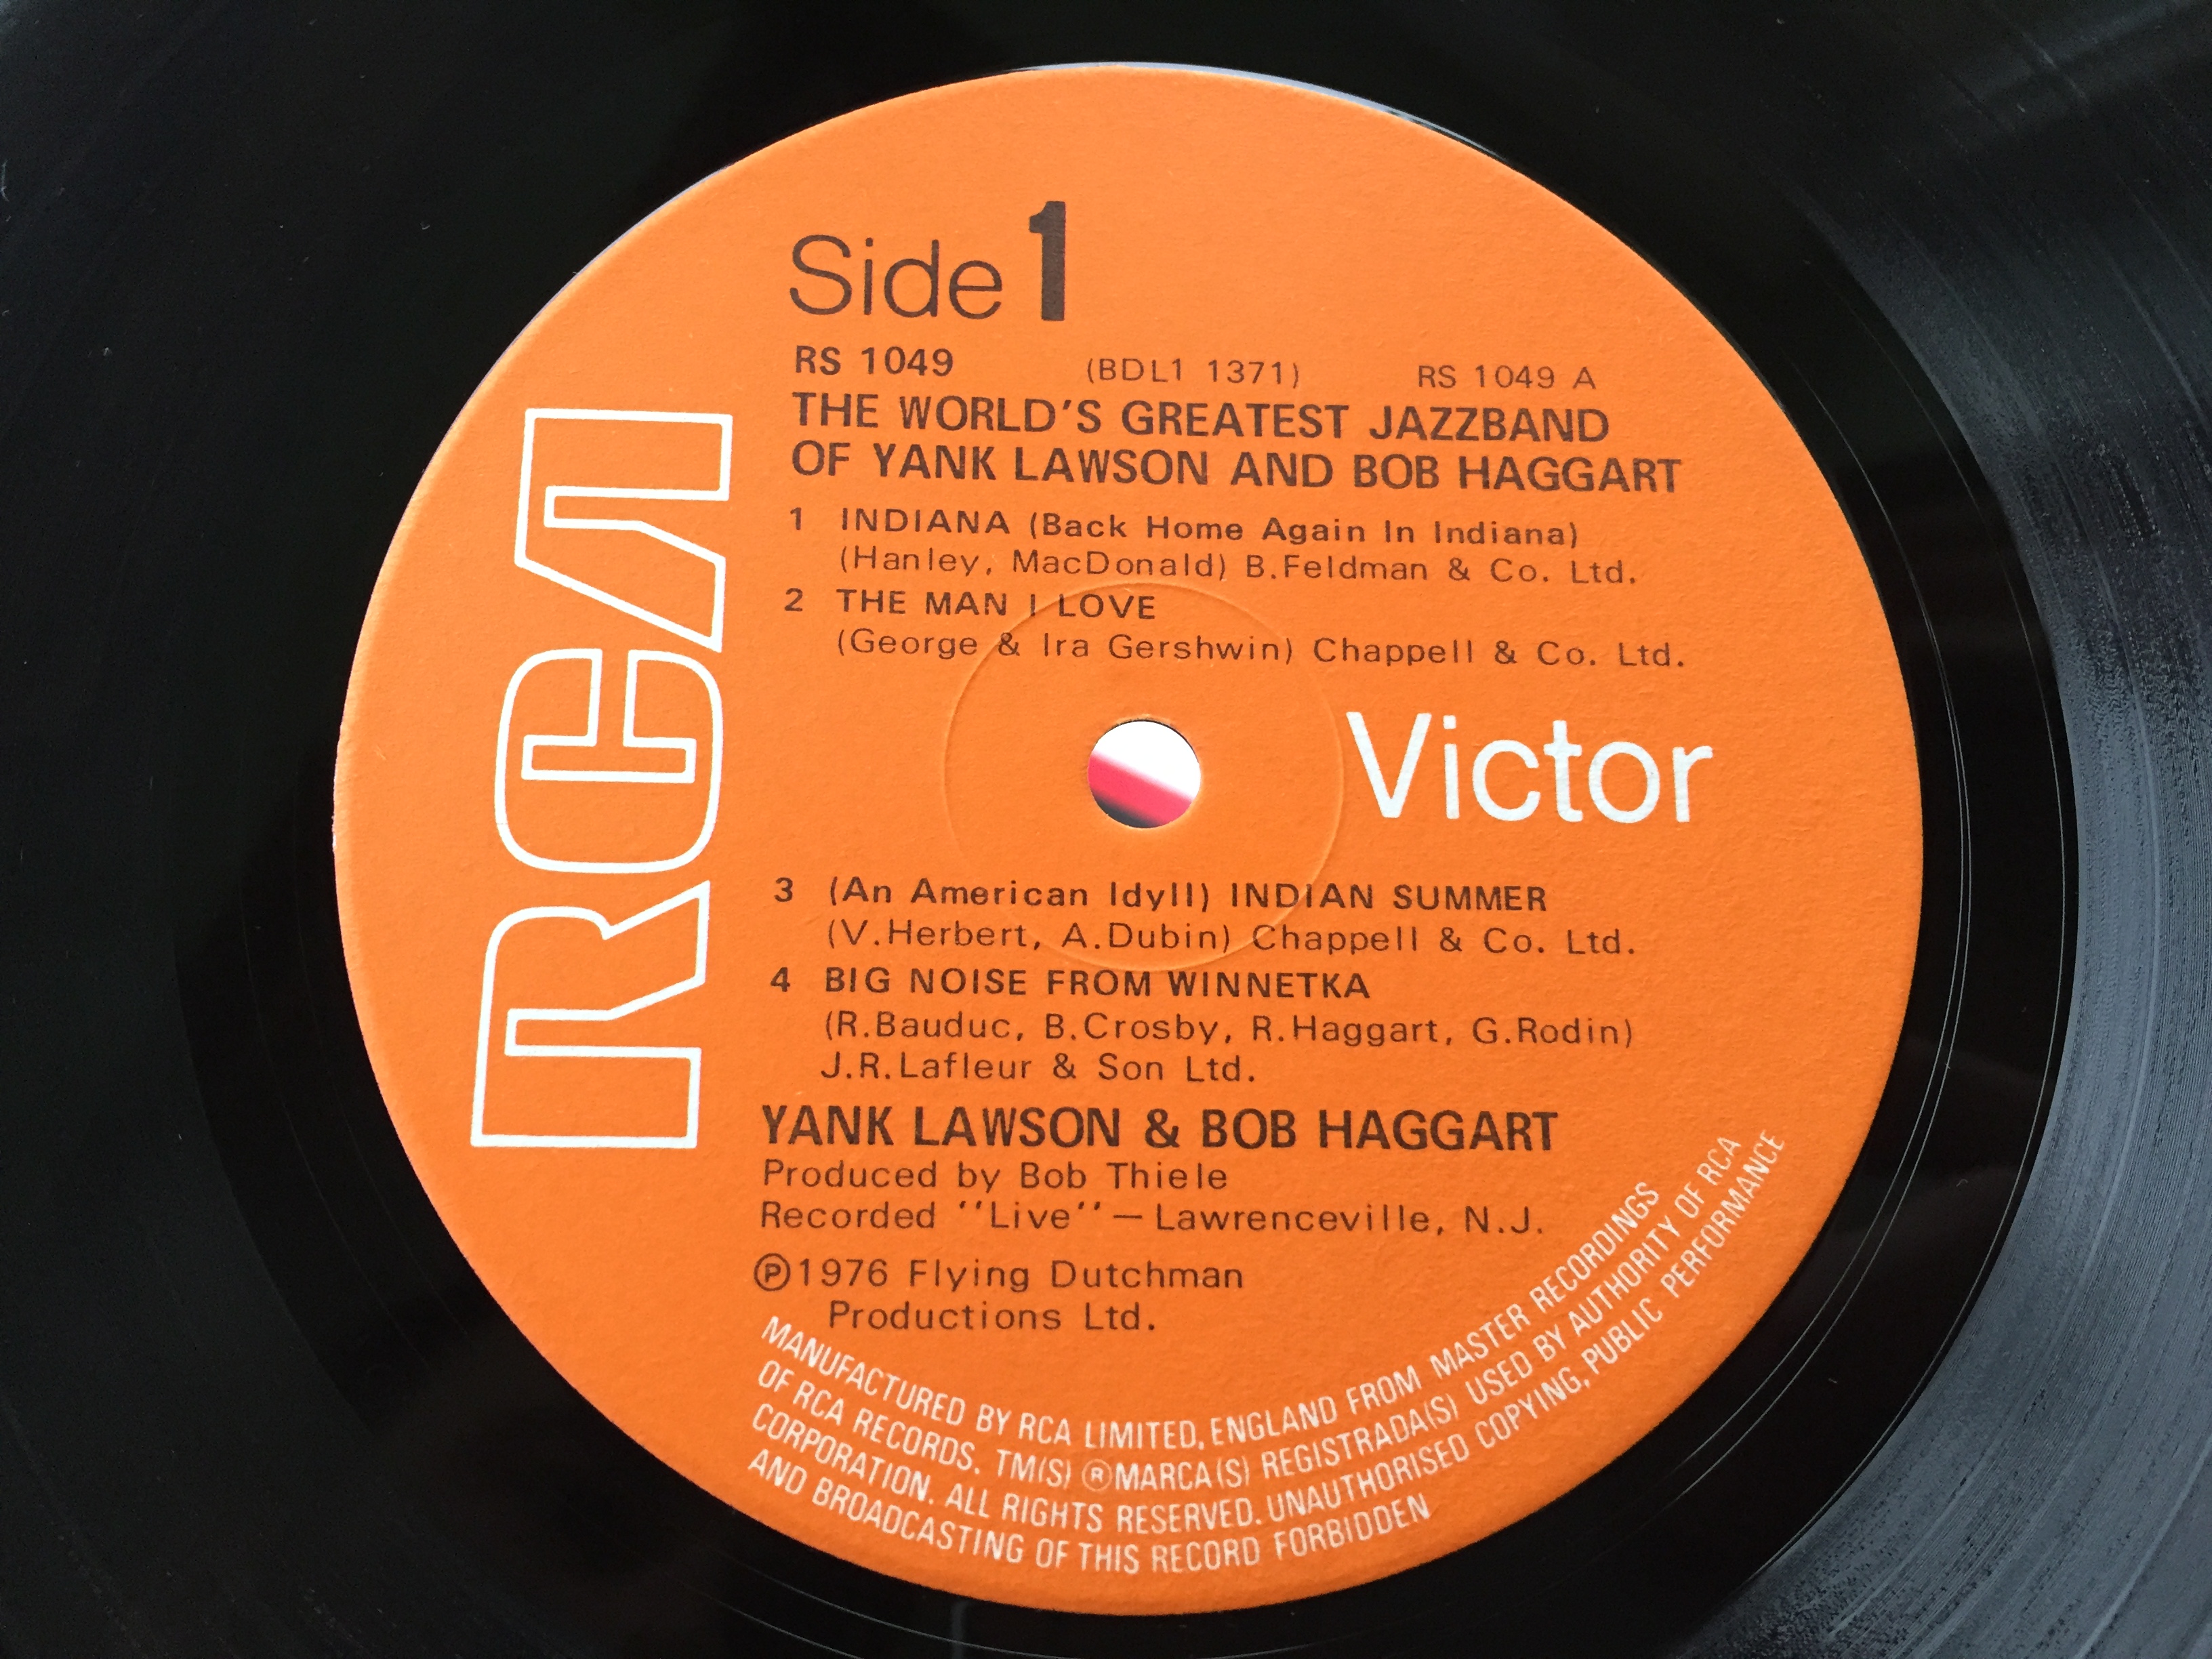 Side 1
RS 1049 (BDL1 1371) RS 1049 A
THE WORLD'S GREATEST JAZZBAND
OF YANK LAWSON AND BOB HAGGART
1 INDIANA (Back Home Again In Indiana)
(Hanley, MacDonald) B.Feldman & Co. Ltd.
2 THE MAN I LOVE
(George & Ira Gershwin) Chappell & Co. Ltd.
RCA
Victor
3 (An American Idyll) INDIAN SUMMER
(V.Herbert, A.Dubin) Chappell & Co. Ltd.
4 BIG NOISE FROM WINNETKA
(R.Bauduc, B.Crosby, R.Haggart, G.Rodin)
J.R.Lafleur & Son Ltd.
YANK LAWSON & BOB HAGGART
Produced by Bob Thiele
Recorded ''Live'' — Lawrenceville, N.J.
℗1976 Flying Dutchman
Productions Ltd.
MANUFACTURED BY RCA LIMITED, ENGLAND FROM MASTER RECORDINGS
OF RCA RECORDS. TM(S) ®MARCA(S) REGISTRADA(S) USED BY AUTHORITY OF RCA
CORPORATION. ALL RIGHTS RESERVED. UNAUTHORISED COPYING, PUBLIC PERFORMANCE
AND BROADCASTING OF THIS RECORD FORBIDDEN